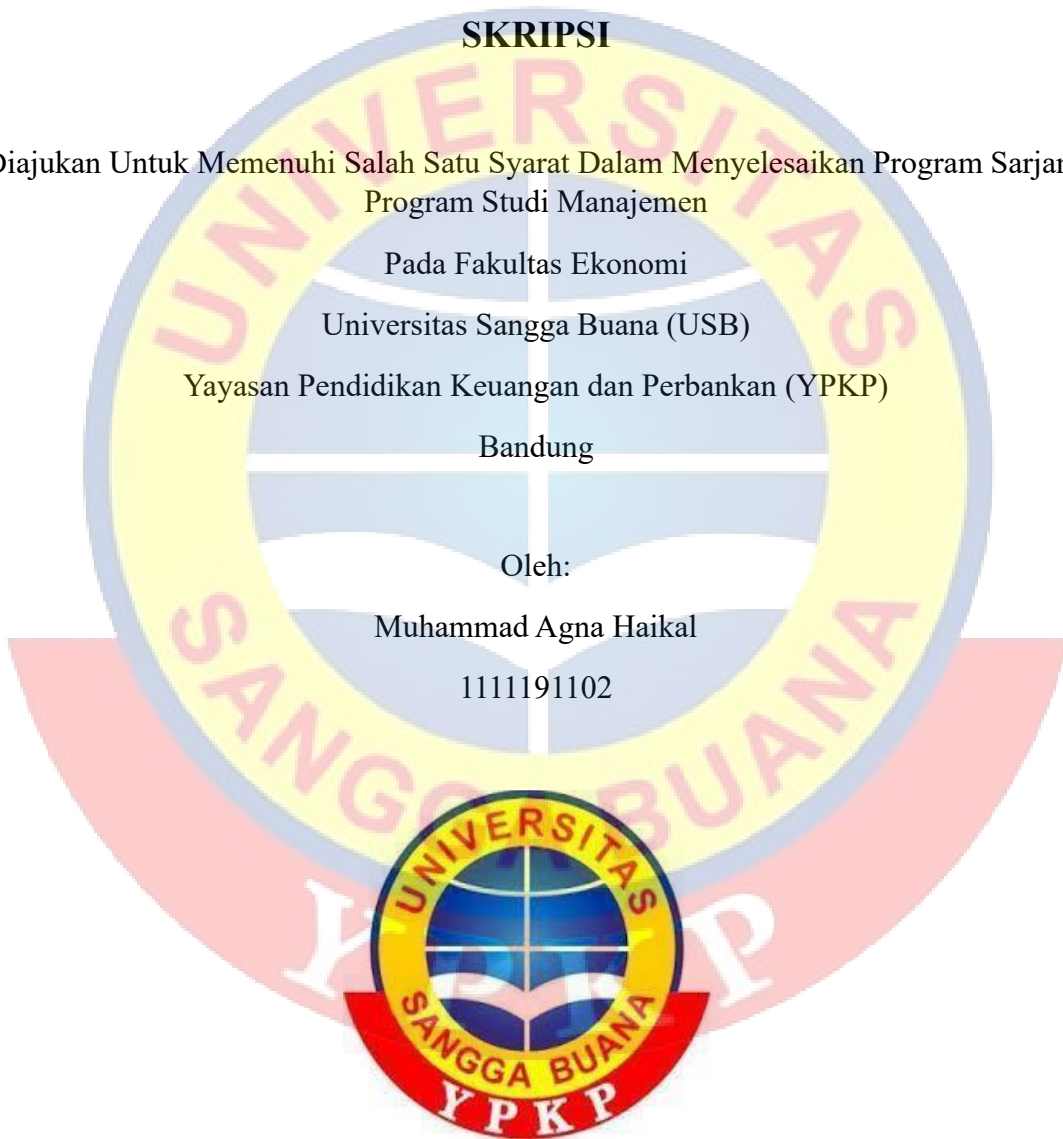 SKRIPSI
Diajukan Untuk Memenuhi Salah Satu Syarat Dalam Menyelesaikan Program Sarjan
Program Studi Manajemen
Pada Fakultas Ekonomi
Universitas Sangga Buana (USB)
Yayasan Pendidikan Keuangan dan Perbankan (YPKP)
Bandung
Oleh:
Muhammad Agna Haikal
1111191102
UNIVERSITAS
SANGGA BUANA
YPKP
UNIVERSITAS
SANGGA BUANA
YPKP